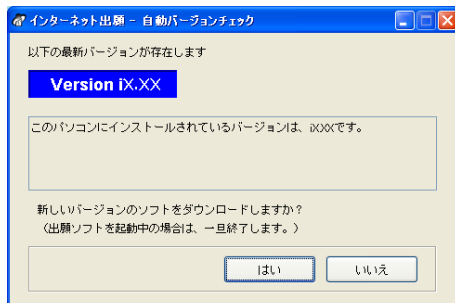 インターネット出願 - 自動バージョンチェック
以下の最新バージョンが存在します
Version iX.XX
このパソコンにインストールされているバージョンは、iXXXです。
新しいバージョンのソフトをダウンロードしますか？
（出願ソフトを起動中の場合は、一旦終了します。）
はい
いいえ